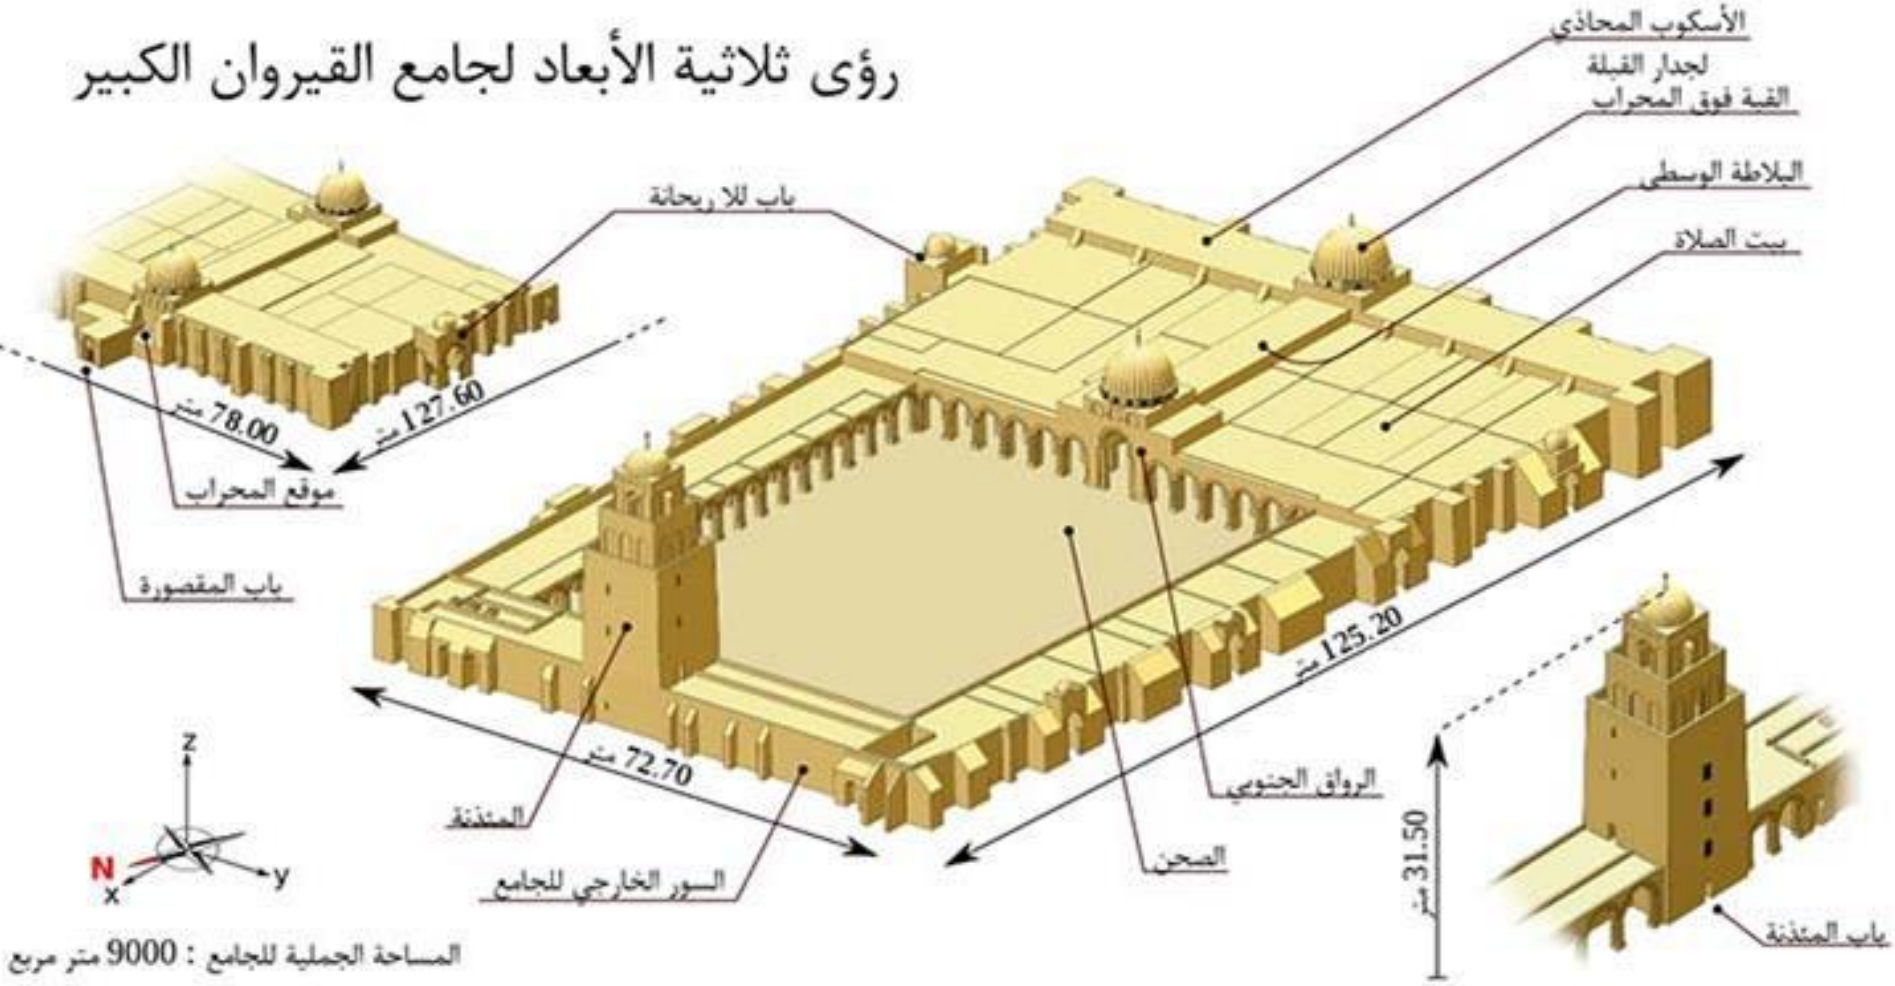 رؤى ثلاثية الأبعاد لجامع القيروان الكبير
الأسكوب المحاذي
لجدار القبلة
القبة فوق المحراب
البلاطة الوسطى
بيت الصلاة
باب للا ريحانة
78.00 متر
127.60 متر
موقع المحراب
باب المقصورة
72.70 متر
125.20 متر
31.50 متر
الرواق الجنوبي
الصحن
المئذنة
السور الخارجي للجامع
باب المئذنة
z
N
x
y
المساحة الجملية للجامع : 9000 متر مربع